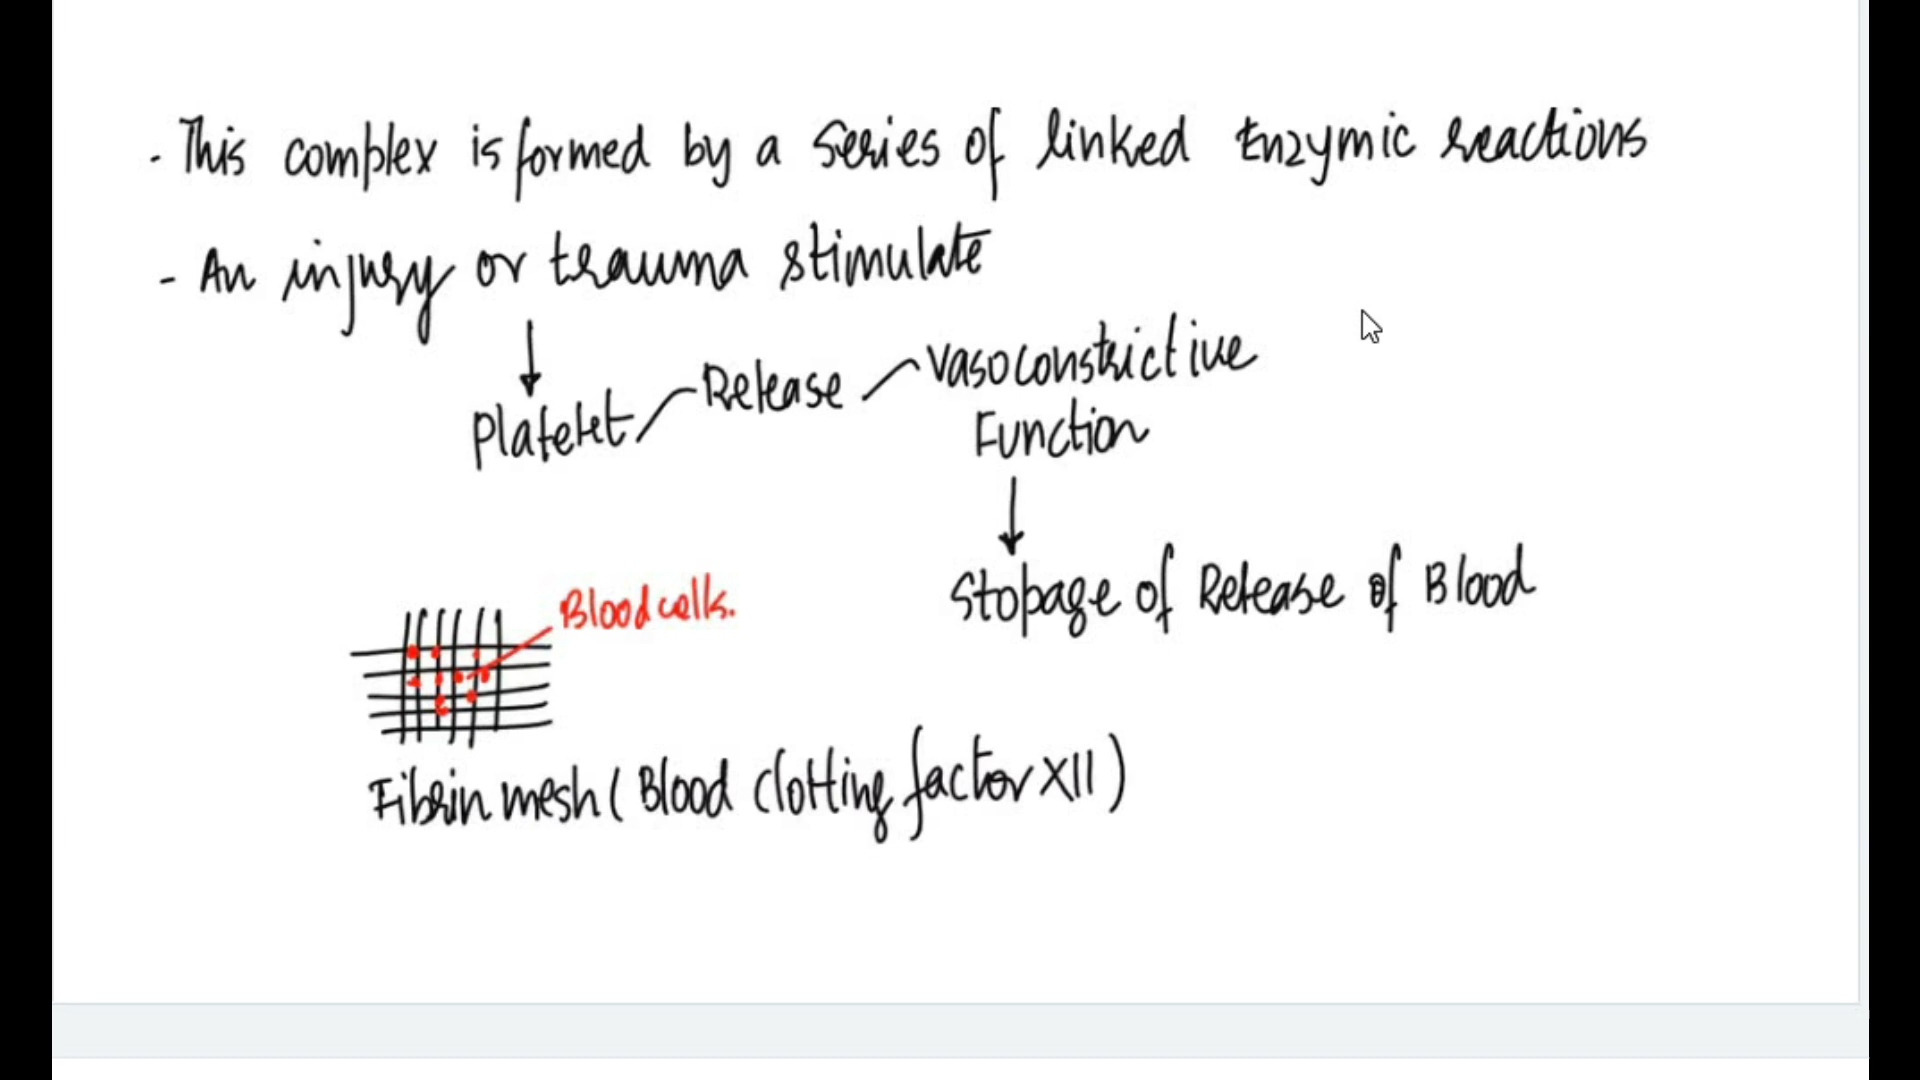 . This complex is formed by a series of linked Enzymic reactions
- An injury or trauma stimulate
Platelet Release Vasoconstrictive
Function
Stopage of Release of Blood
Blood cells.
Fibrin mesh (Blood clotting factor XII)